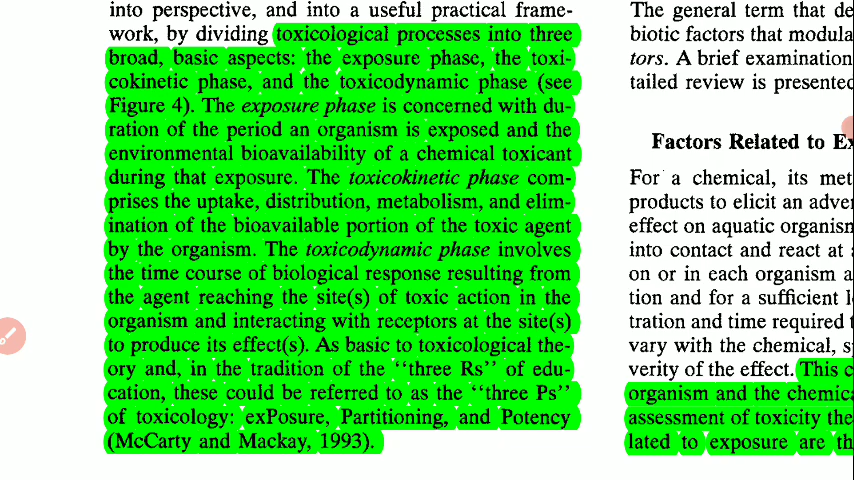 into perspective, and into a useful practical frame-
work, by dividing toxicological processes into three
broad, basic aspects: the exposure phase, the toxi-
cokinetic phase, and the toxicodynamic phase (see
Figure 4). The exposure phase is concerned with du-
ration of the period an organism is exposed and the
environmental bioavailability of a chemical toxicant
during that exposure. The toxicokinetic phase com-
prises the uptake, distribution, metabolism, and elim-
ination of the bioavailable portion of the toxic agent
by the organism. The toxicodynamic phase involves
the time course of biological response resulting from
the agent reaching the site(s) of toxic action in the
organism and interacting with receptors at the site(s)
to produce its effect(s). As basic to toxicological the-
ory and, in the tradition of the ‘‘three Rs’’ of edu-
cation, these could be referred to as the ‘‘three Ps’’
of toxicology: exPosure, Partitioning, and Potency
(McCarty and Mackay, 1993).
The general term that de
biotic factors that modula
tors. A brief examination
tailed review is presented
Factors Related to Ex
For a chemical, its met
products to elicit an adver
effect on aquatic organism
into contact and react at
on or in each organism a
tion and for a sufficient l
tration and time required t
vary with the chemical, s
verity of the effect. This c
organism and the chemica
assessment of toxicity the
lated to exposure are th